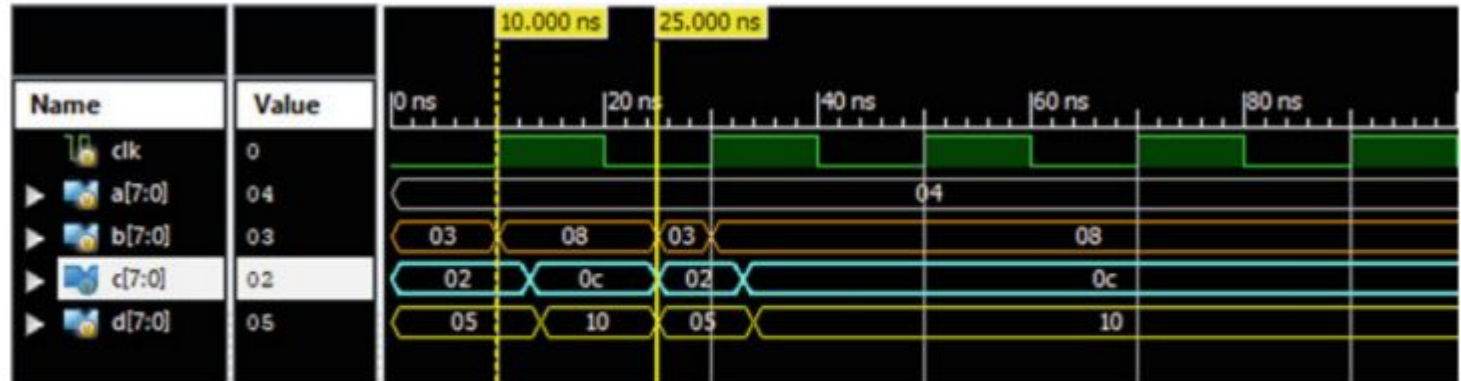 10.000 ns 25.000 ns
Name Value 0 ns 20 ns 40 ns 60 ns 80 ns
clk 0
a[7:0] 04 04
b[7:0] 03 03 08 03 08
c[7:0] 02 02 0c 02 0c
d[7:0] 05 05 10 05 10